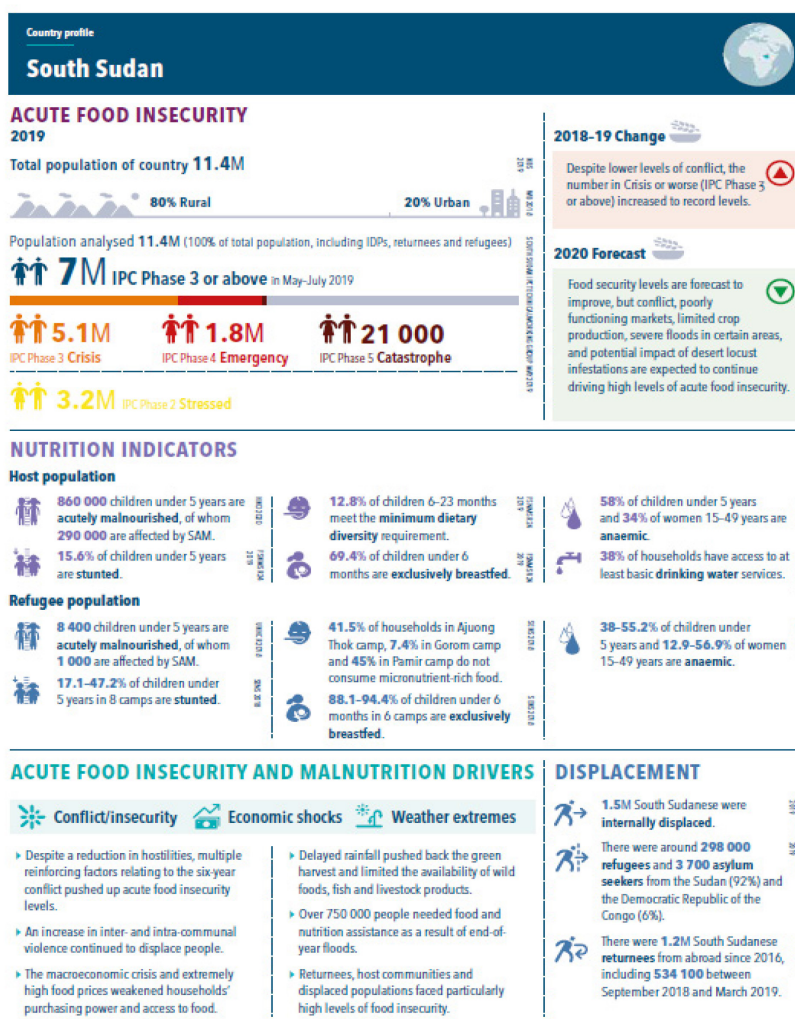 Country profile
South Sudan
ACUTE FOOD INSECURITY
2019
Total population of country 11.4M
80% Rural
20% Urban
Population analysed 11.4M (100% of total population, including IDPs, returnees and refugees)
7M IPC Phase 3 or above in May–July 2019
5.1M
IPC Phase 3 Crisis
1.8M
IPC Phase 4 Emergency
21 000
IPC Phase 5 Catastrophe
3.2M IPC Phase 2 Stressed
2018–19 Change
Despite lower levels of conflict, the
number in Crisis or worse (IPC Phase 3
or above) increased to record levels.
2020 Forecast
Food security levels are forecast to
improve, but conflict, poorly
functioning markets, limited crop
production, severe floods in certain areas,
and potential impact of desert locust
infestations are expected to continue
driving high levels of acute food insecurity.
NUTRITION INDICATORS
Host population
860 000 children under 5 years are
acutely malnourished, of whom
290 000 are affected by SAM.
15.6% of children under 5 years
are stunted.
12.8% of children 6–23 months
meet the minimum dietary
diversity requirement.
69.4% of children under 6
months are exclusively breastfed.
58% of children under 5 years
and 34% of women 15–49 years are
anaemic.
38% of households have access to at
least basic drinking water services.
Refugee population
8 400 children under 5 years are
acutely malnourished, of whom
1 000 are affected by SAM.
17.1–47.2% of children under
5 years in 8 camps are stunted.
41.5% of households in Ajuong
Thok camp, 7.4% in Gorom camp
and 45% in Pamir camp do not
consume micronutrient-rich food.
88.1–94.4% of children under 6
months in 6 camps are exclusively
breastfed.
38–55.2% of children under
5 years and 12.9–56.9% of women
15-49 years are anaemic.
ACUTE FOOD INSECURITY AND MALNUTRITION DRIVERS
Conflict/insecurity
Economic shocks
Weather extremes
Despite a reduction in hostilities, multiple
reinforcing factors relating to the six-year
conflict pushed up acute food insecurity
levels.
An increase in inter- and intra-communal
violence continued to displace people.
The macroeconomic crisis and extremely
high food prices weakened households'
purchasing power and access to food.
Delayed rainfall pushed back the green
harvest and limited the availability of wild
foods, fish and livestock products.
Over 750 000 people needed food and
nutrition assistance as a result of end-of-
year floods.
Returnees, host communities and
displaced populations faced particularly
high levels of food insecurity.
DISPLACEMENT
1.5M South Sudanese were
internally displaced.
There were around 298 000
refugees and 3 700 asylum
seekers from the Sudan (92%) and
the Democratic Republic of the
Congo (6%).
There were 1.2M South Sudanese
returnees from abroad since 2016,
including 534 100 between
September 2018 and March 2019.